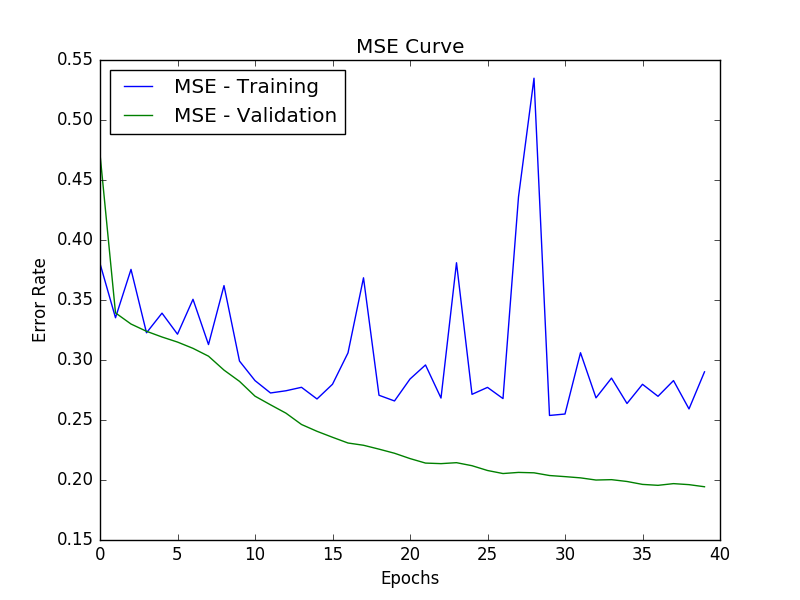 MSE Curve
0.55
MSE - Training
MSE - Validation
0.50
0.45
0.40
0.35
0.30
0.25
0.20
0.15
Error Rate
0 5 10 15 20 25 30 35 40
Epochs